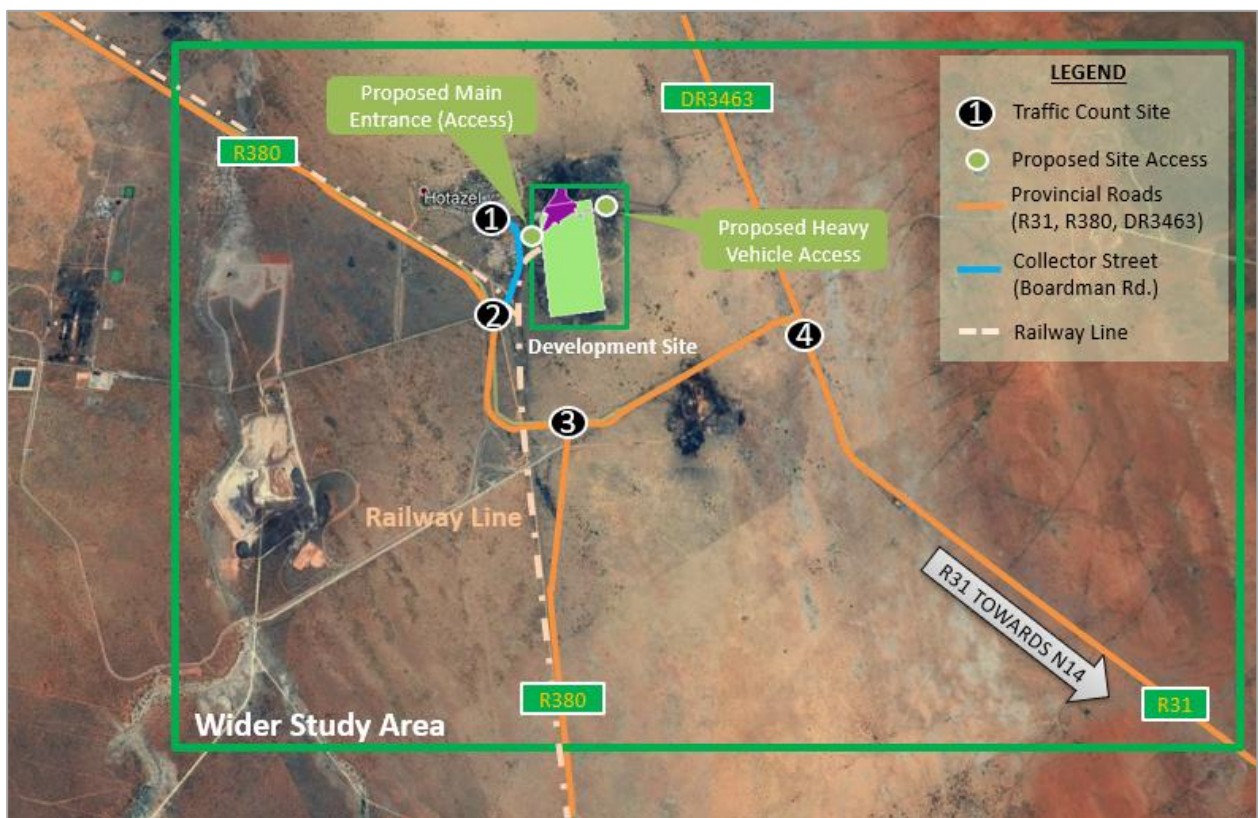 Proposed Main
Entrance (Access)
DR3463
R380
Hotazel
1
Proposed Heavy
Vehicle Access
2
Development Site
4
3
Railway Line
R31 TOWARDS N14
R380
R31
Wider Study Area
LEGEND
1
Traffic Count Site
Proposed Site Access
Provincial Roads
(R31, R380, DR3463)
Collector Street
(Boardman Rd.)
Railway Line